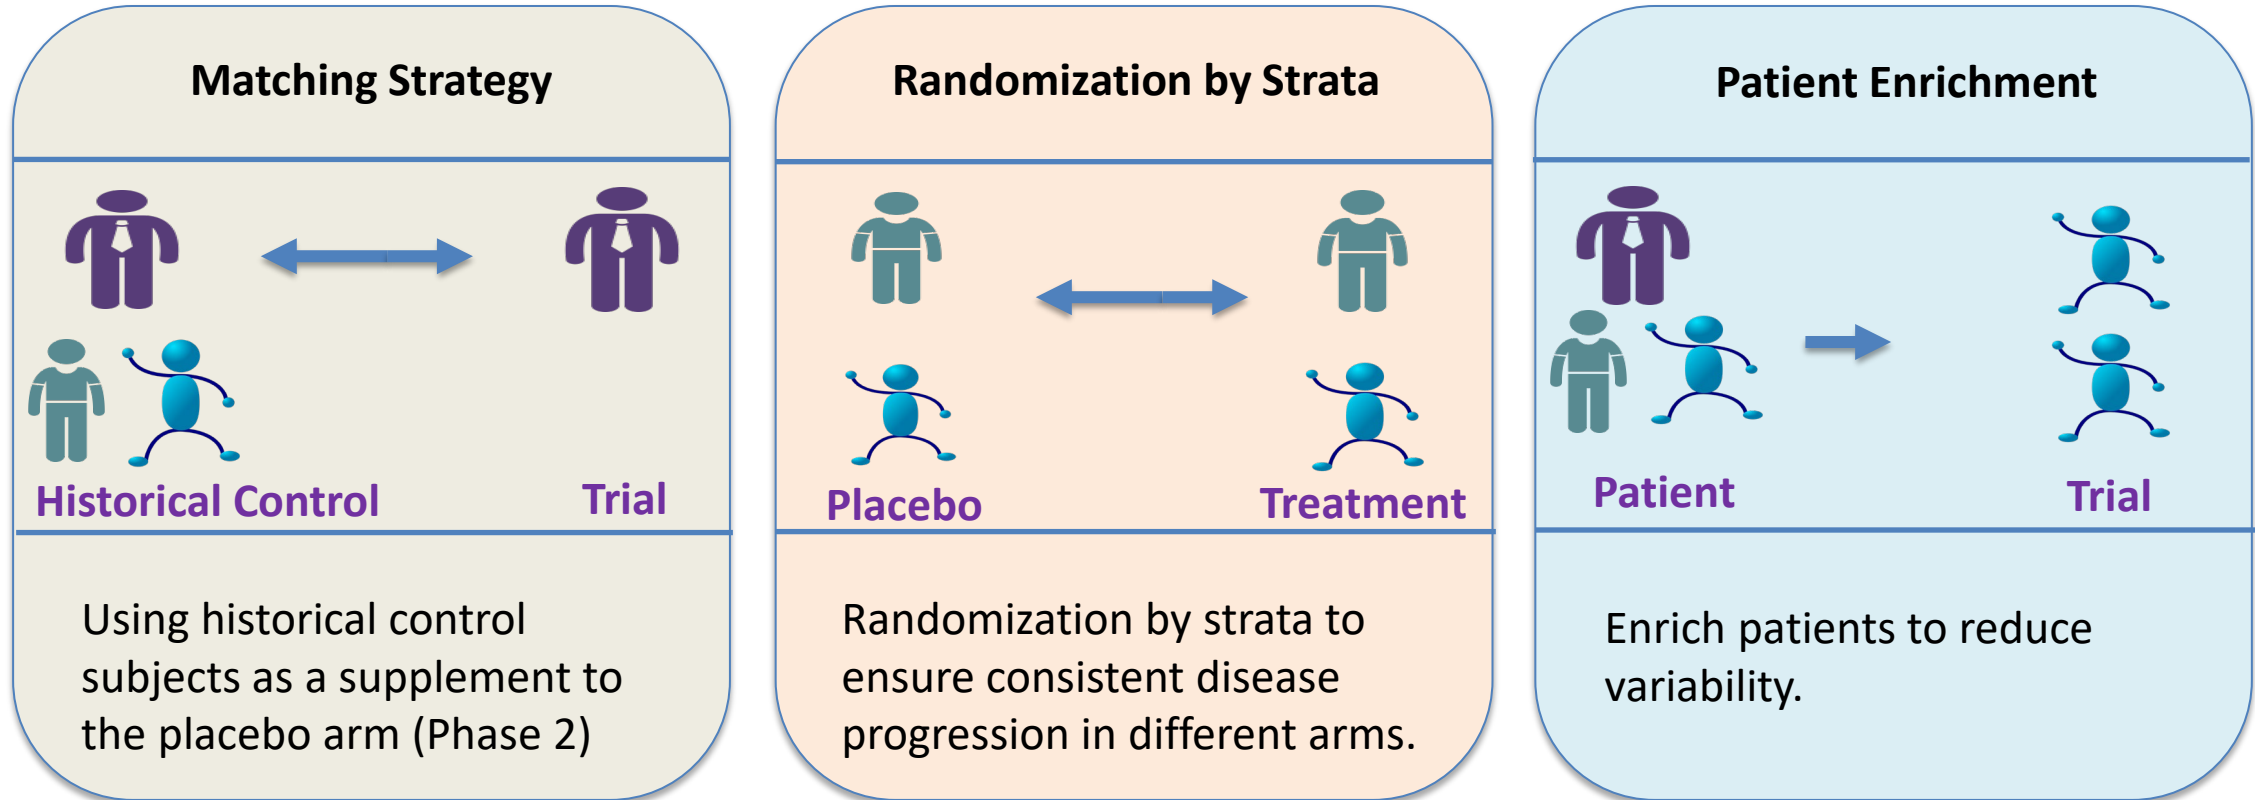 Matching Strategy
Historical Control
Trial
Using historical control
subjects as a supplement to
the placebo arm (Phase 2)
Randomization by Strata
Placebo
Treatment
Randomization by strata to
ensure consistent disease
progression in different arms.
Patient Enrichment
Patient
Trial
Enrich patients to reduce
variability.